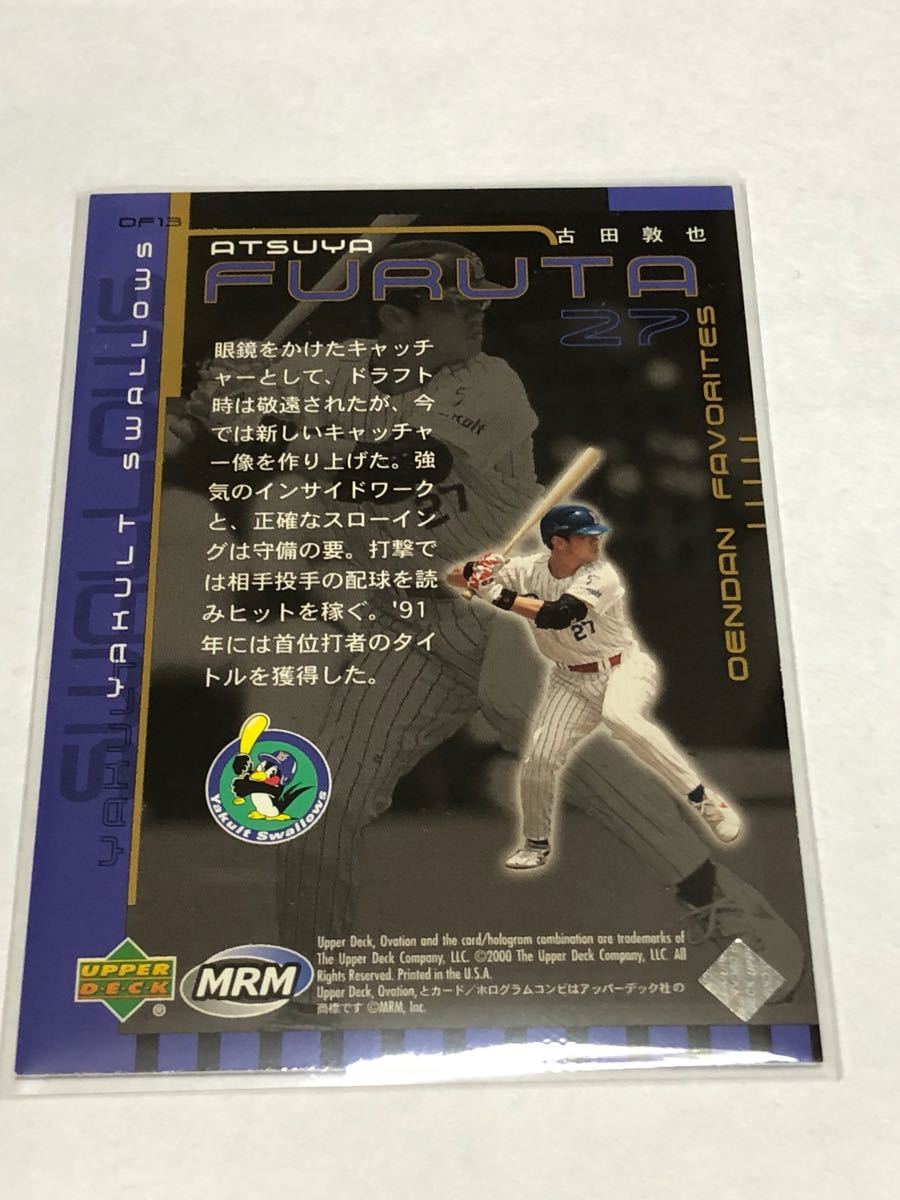 OF13
ATSUYA
古田敦也
FURUTA
27
YAKULT SWALLOWS
SWALLOWS
YAKULT
OENDAN FAVORITES
眼鏡をかけたキャッチ
ャーとして、ドラフト
時は敬遠されたが、今
では新しいキャッチャ
ー像を作り上げた。強
気のインサイドワーク
と、正確なスローイン
グは守備の要。打撃で
は相手投手の配球を読
みヒットを稼ぐ。'91
年には首位打者のタイ
トルを獲得した。
27
Yakult Swallows
UPPER
DECK
®
MRM
Upper Deck, Ovation and the card/hologram combination are trademarks of
The Upper Deck Company, LLC. ©2000 The Upper Deck Company, LLC. All
Rights Reserved. Printed in the U.S.A.
Upper Deck, Ovation, とカード/ホログラムコンビはアッパーデック社の
商標です ©MRM, Inc.